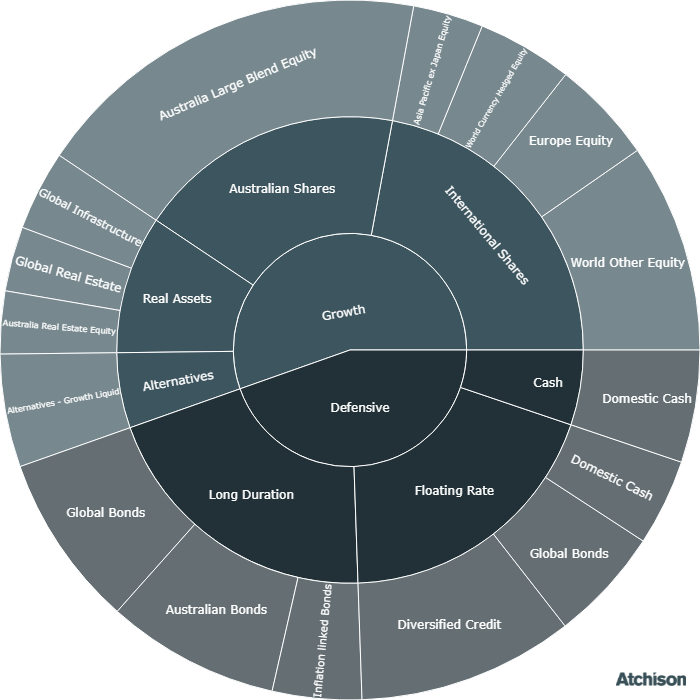 Growth
Defensive
Australian Shares
International Shares
Real Assets
Alternatives
Cash
Floating Rate
Long Duration
Australia Large Blend Equity
Asia Pacific ex Japan Equity
World Currency Hedged Equity
Europe Equity
World Other Equity
Global Infrastructure
Global Real Estate
Australia Real Estate Equity
Alternatives - Growth Liquid
Domestic Cash
Domestic Cash
Global Bonds
Diversified Credit
Inflation linked Bonds
Australian Bonds
Global Bonds
Atchison